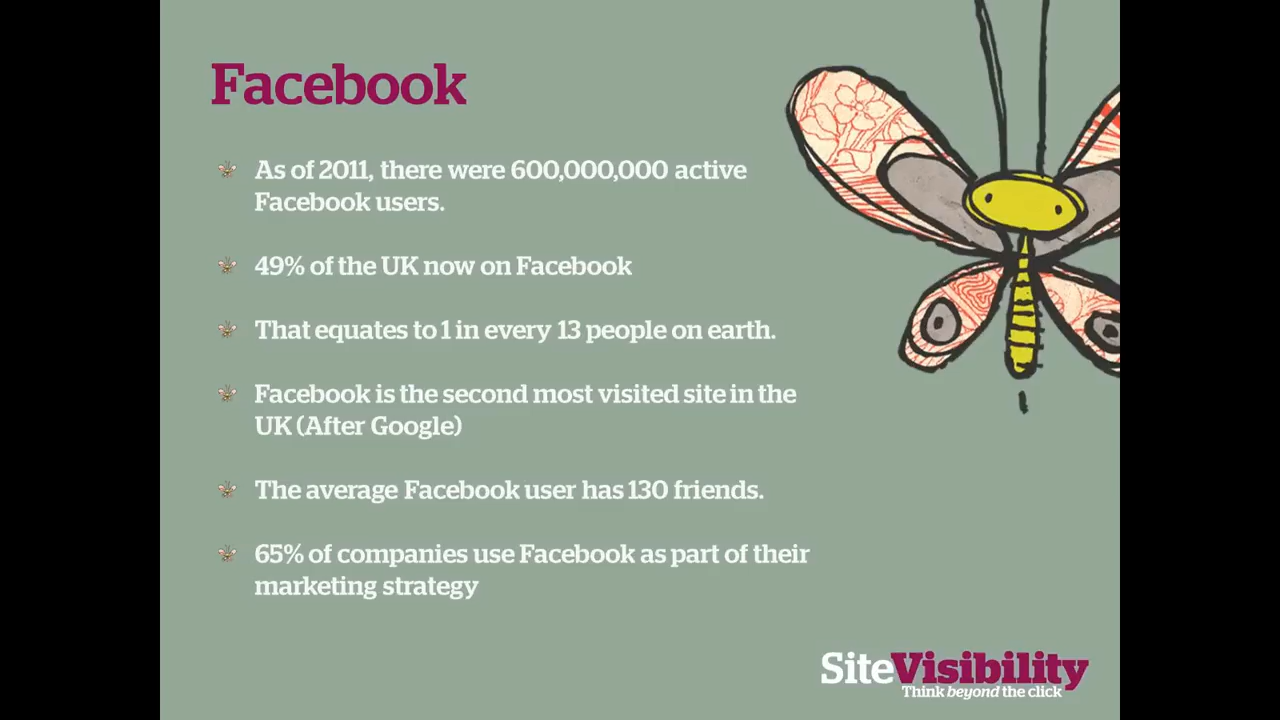 Facebook
As of 2011, there were 600,000,000 active
Facebook users.
49% of the UK now on Facebook
That equates to 1 in every 13 people on earth.
Facebook is the second most visited site in the
UK (After Google)
The average Facebook user has 130 friends.
65% of companies use Facebook as part of their
marketing strategy
SiteVisibility
Think beyond the click